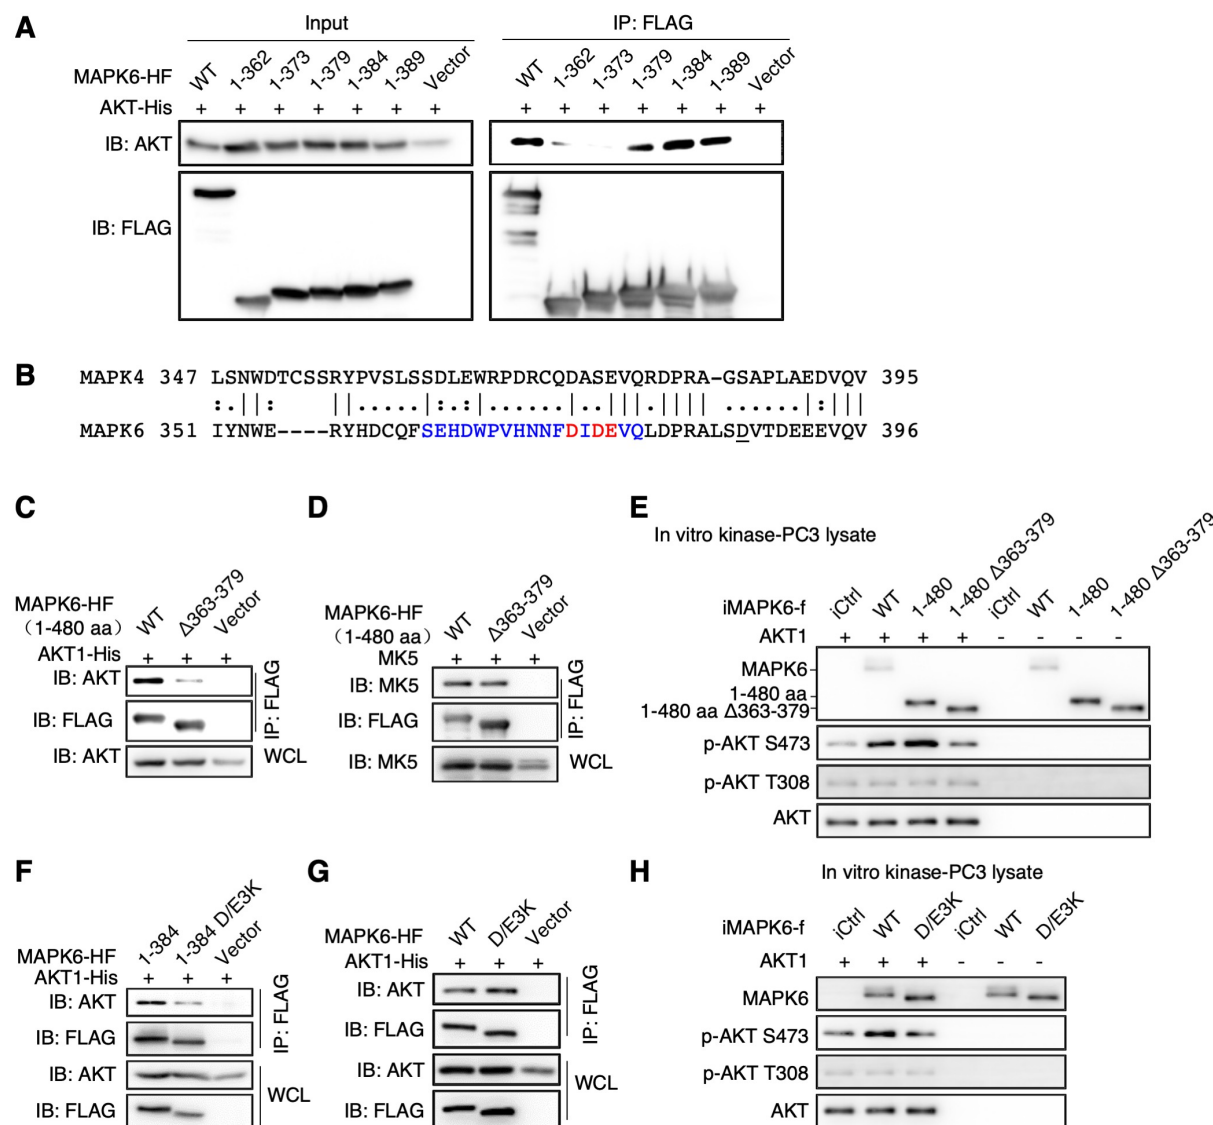 A
Input
IP: FLAG
MAPK6-HF WT 1-362 1-373 1-379 1-384 1-389 Vector WT 1-362 1-373 1-379 1-384 1-389 Vector
AKT-His + + + + + + + + + + + + + +
IB: AKT
IB: FLAG
B
MAPK4 347 LSNWDTCSSRYPVSLSSDLEWRPDRCQDASEVQRDPRA-GSAPLAEDVQV 395
:.||: ||.....|:.:|......|..|||.|||| ......|:|||
MAPK6 351 IYNWE----RYHDCQFSEHDWPVHNNFDIDEVQLDPRALSDVTDEEEVQV 396
C
MAPK6-HF
(1-480 aa) WT Δ363-379 Vector
AKT1-His + + +
IB: AKT
IB: FLAG
IP: FLAG
IB: AKT WCL
D
MAPK6-HF
(1-480 aa) WT Δ363-379 Vector
MK5 + + +
IB: MK5
IB: FLAG
IP: FLAG
IB: MK5 WCL
E
In vitro kinase-PC3 lysate
iMAPK6-f iCtrl WT 1-480 1-480 Δ363-379 iCtrl WT 1-480 1-480 Δ363-379
AKT1 + + + + - - - -
MAPK6
1-480 aa
1-480 aa Δ363-379
p-AKT S473
p-AKT T308
AKT
F
MAPK6-HF 1-384 1-384 D/E3K Vector
AKT1-His + + +
IB: AKT
IB: FLAG
IP: FLAG
IB: AKT
IB: FLAG
WCL
G
MAPK6-HF WT D/E3K Vector
AKT1-His + + +
IB: AKT
IB: FLAG
IP: FLAG
IB: AKT
IB: FLAG
WCL
H
In vitro kinase-PC3 lysate
iMAPK6-f iCtrl WT D/E3K iCtrl WT D/E3K
AKT1 + + + - - -
MAPK6
p-AKT S473
p-AKT T308
AKT